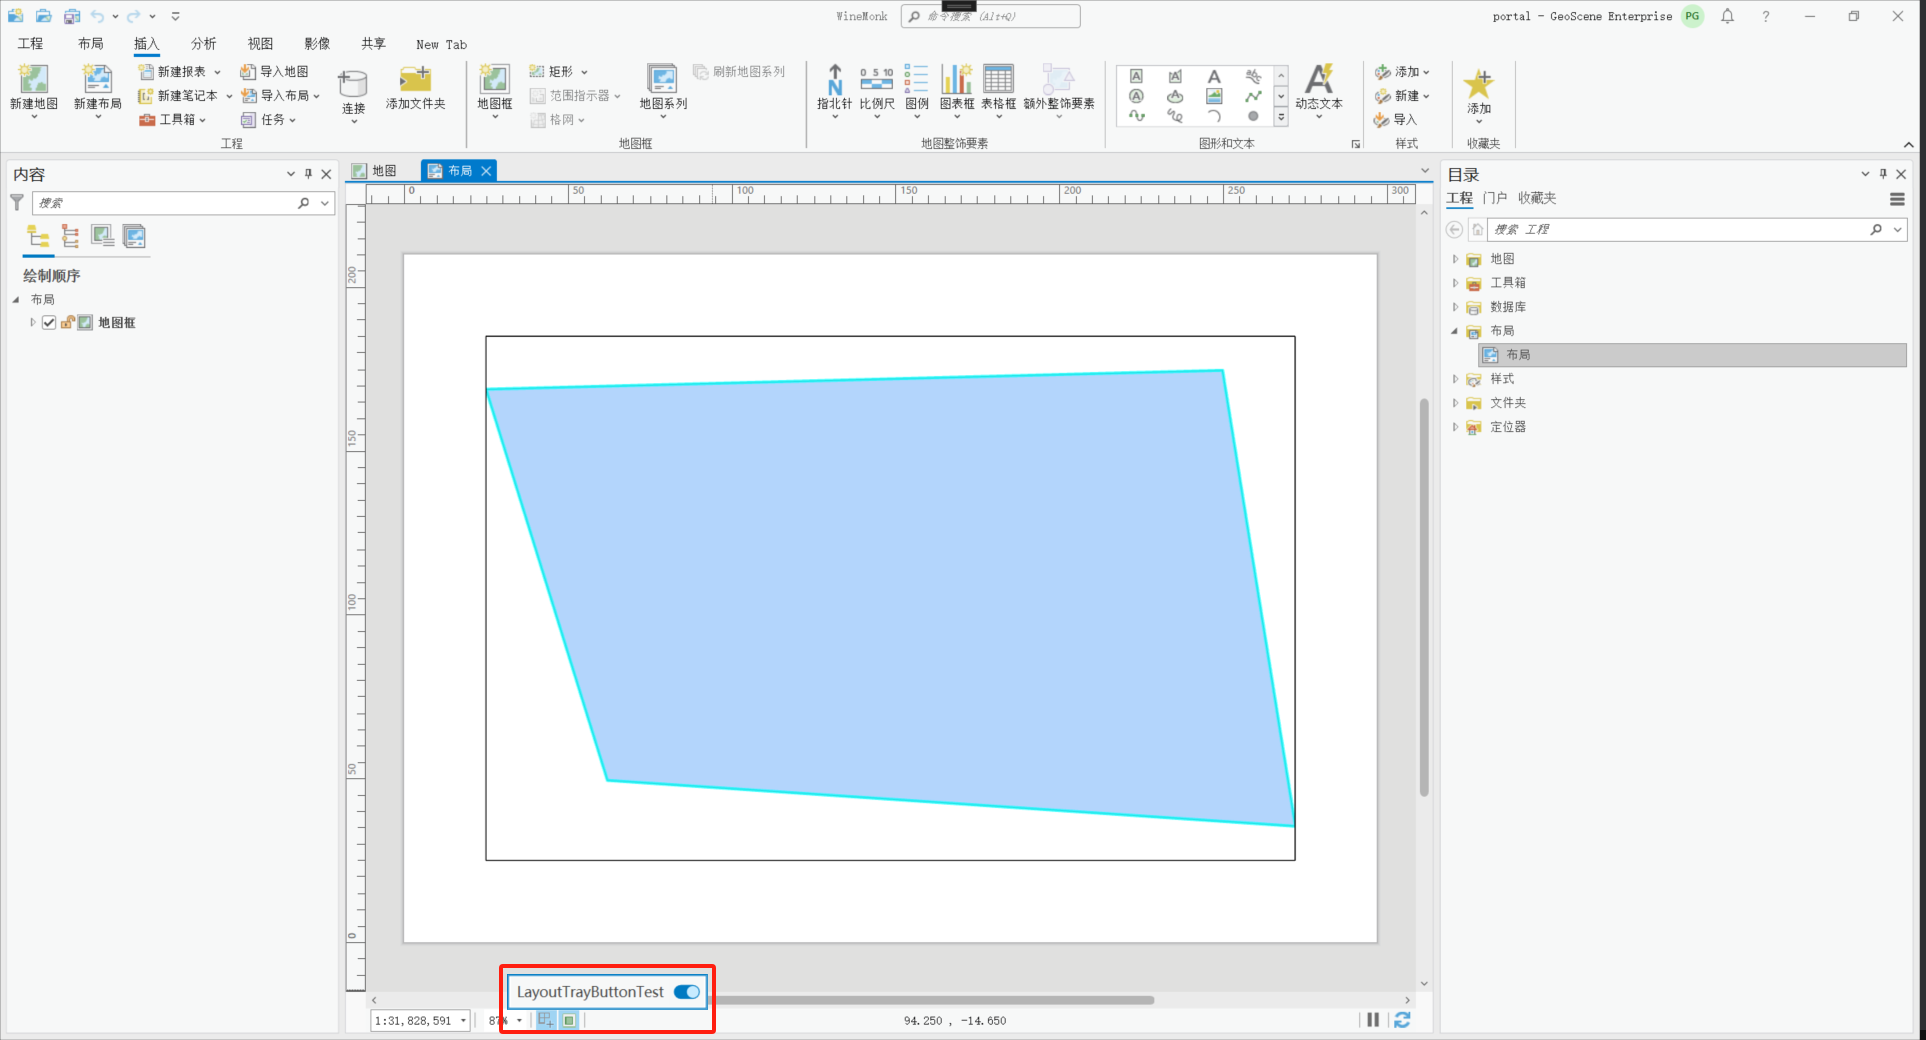 WineMonk
命令搜索 (Alt+Q)
portal - GeoScene Enterprise
PG
工程
布局
插入
分析
视图
影像
共享
New Tab
新建地图
新建布局
新建报表
新建笔记本
工具箱
导入地图
导入布局
任务
连接
添加文件夹
工程
地图框
矩形
范围指示器
格网
地图系列
刷新地图系列
地图框
指北针
0 5 10
比例尺
图例
图表框
表格框
额外整饰要素
地图整饰要素
动态文本
图形和文本
添加
新建
导入
样式
添加
收藏夹
内容
搜索
绘制顺序
布局
地图框
地图
布局
0
50
100
150
200
250
300
200
150
100
50
0
LayoutTrayButtonTest
1:31,828,591
87%
94.250 , -14.650
目录
工程
门户
收藏夹
搜索 工程
地图
工具箱
数据库
布局
布局
样式
文件夹
定位器